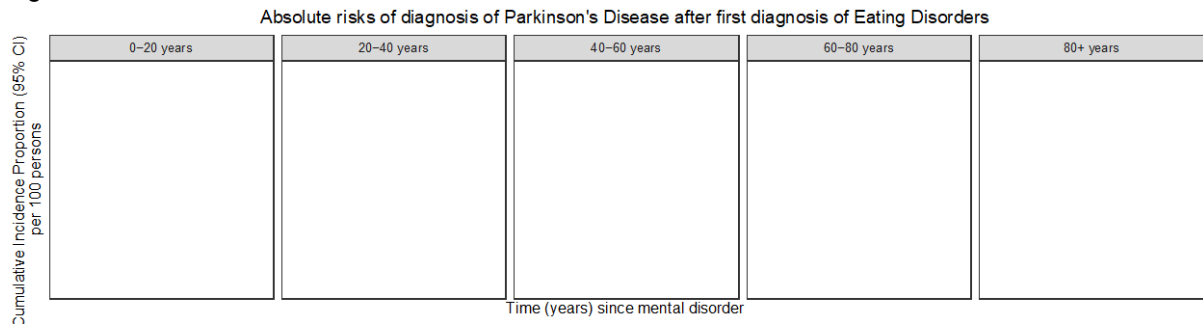 Absolute risks of diagnosis of Parkinson's Disease after first diagnosis of Eating Disorders
Cumulative Incidence Proportion (95% CI)
per 100 persons
0−20 years
20−40 years
40−60 years
60−80 years
80+ years
Time (years) since mental disorder